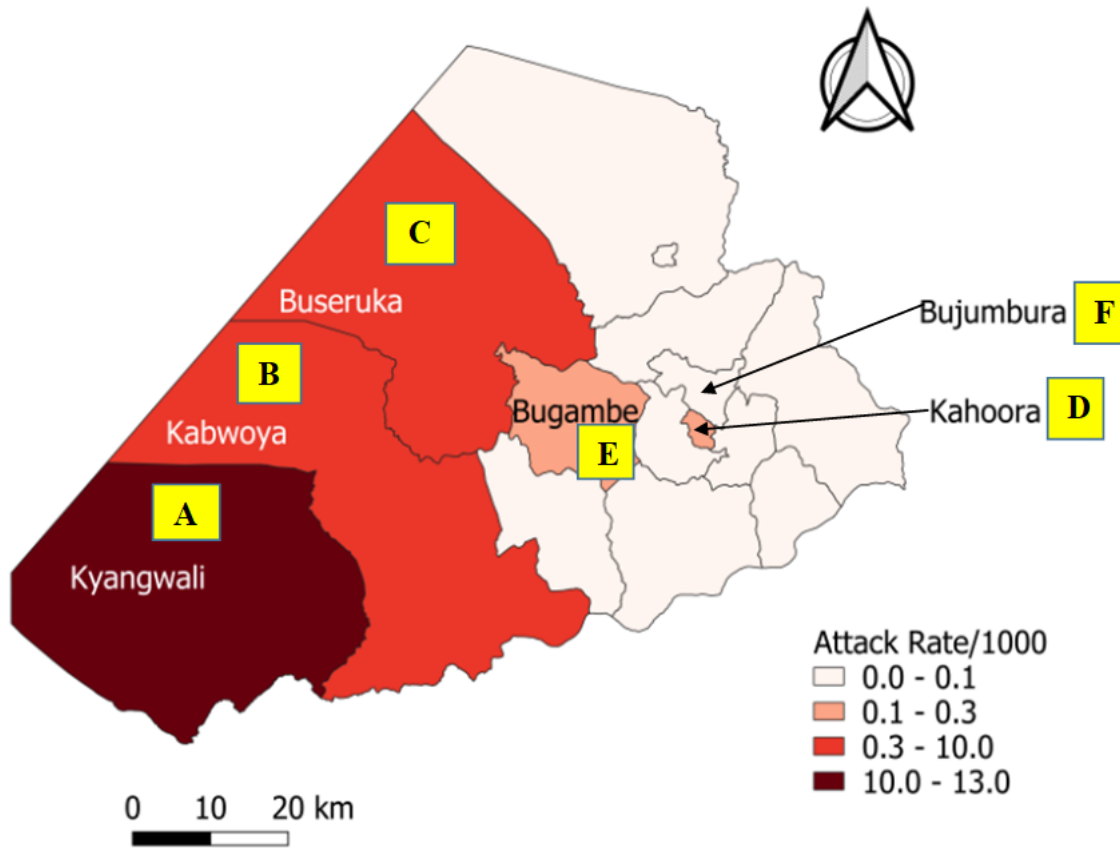 C
Buseruka
Bujumbura F
B
Bugambe
Kahoora D
Kabwoya
E
A
Kyangwali
Attack Rate/1000
0.0 - 0.1
0.1 - 0.3
0.3 - 10.0
10.0 - 13.0
0 10 20 km